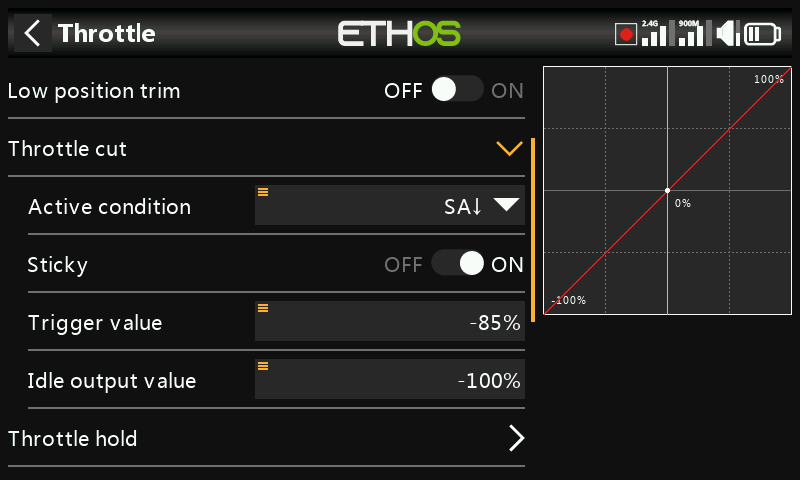 Throttle
ETHOS
2.4G
900M
Low position trim OFF ON
Throttle cut
Active condition SA↓
Sticky OFF ON
Trigger value -85%
Idle output value -100%
Throttle hold
100%
0%
-100%